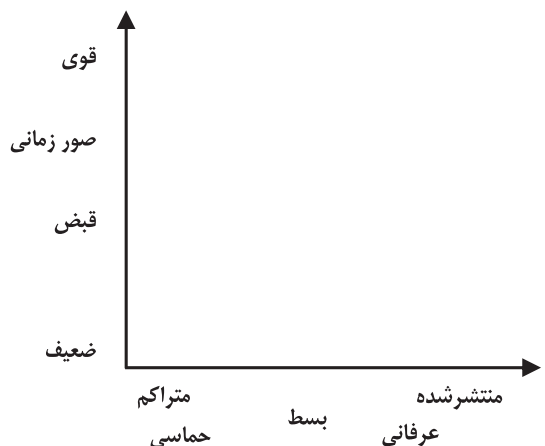 قوی
صور زمانی
قبض
ضعیف
منتشرشده
متراکم
بسط
عرفانی
حماسی